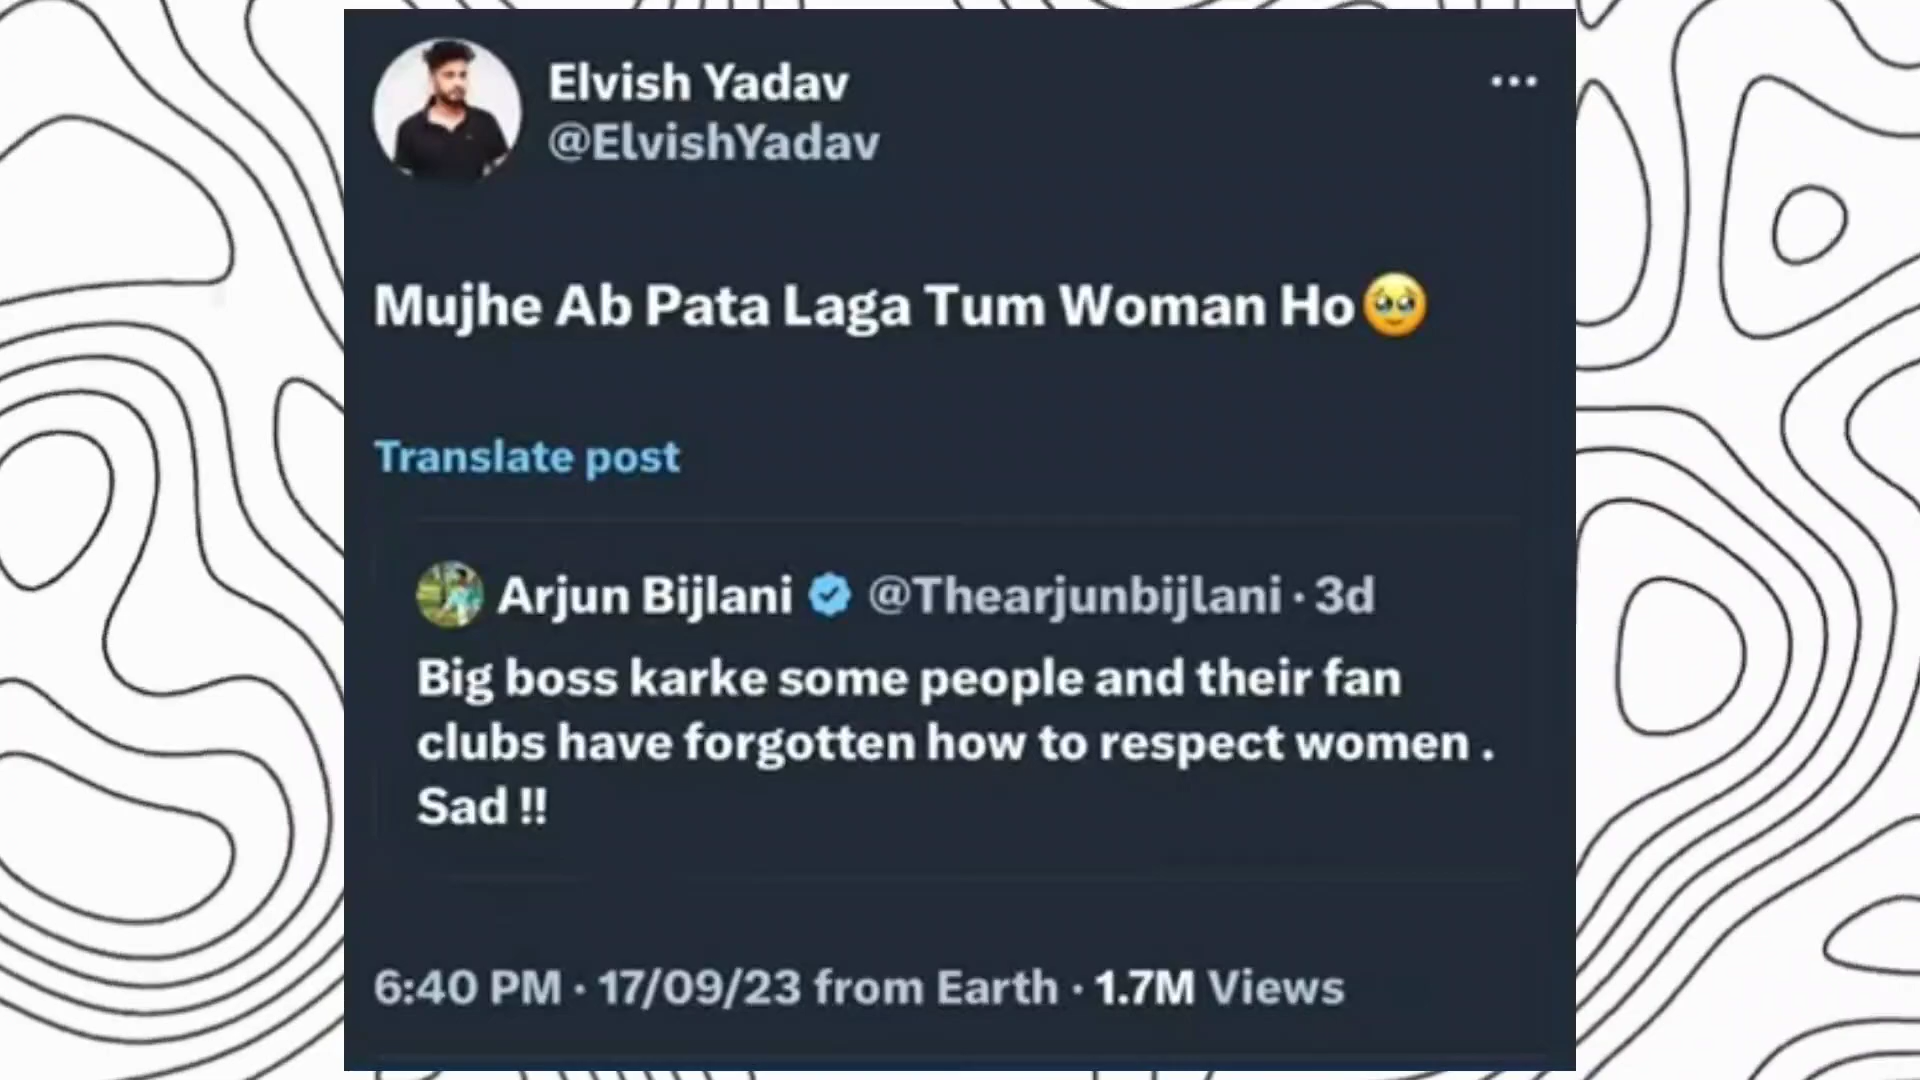 Elvish Yadav
@ElvishYadav
Mujhe Ab Pata Laga Tum Woman Ho🥹
Translate post
Arjun Bijlani @Thearjunbijlani · 3d
Big boss karke some people and their fan
clubs have forgotten how to respect women .
Sad !!
6:40 PM · 17/09/23 from Earth · 1.7M Views